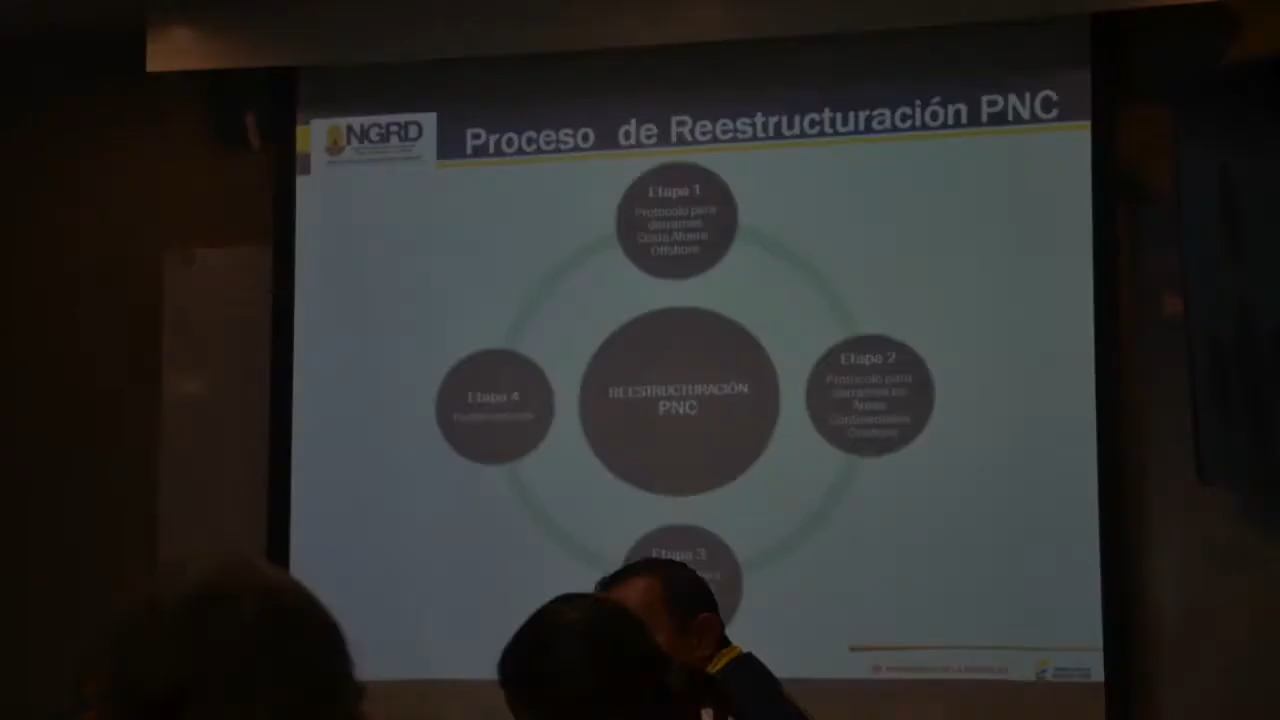 NGRD
Proceso de Reestructuración PNC
Etapa 1
Protocolo para
derrames
Costa Afuera
Offshore
Etapa 2
Protocolo para
derrames en
Áreas
Continentales
Etapa 4
REESTRUCTURACIÓN
PNC
Etapa 3